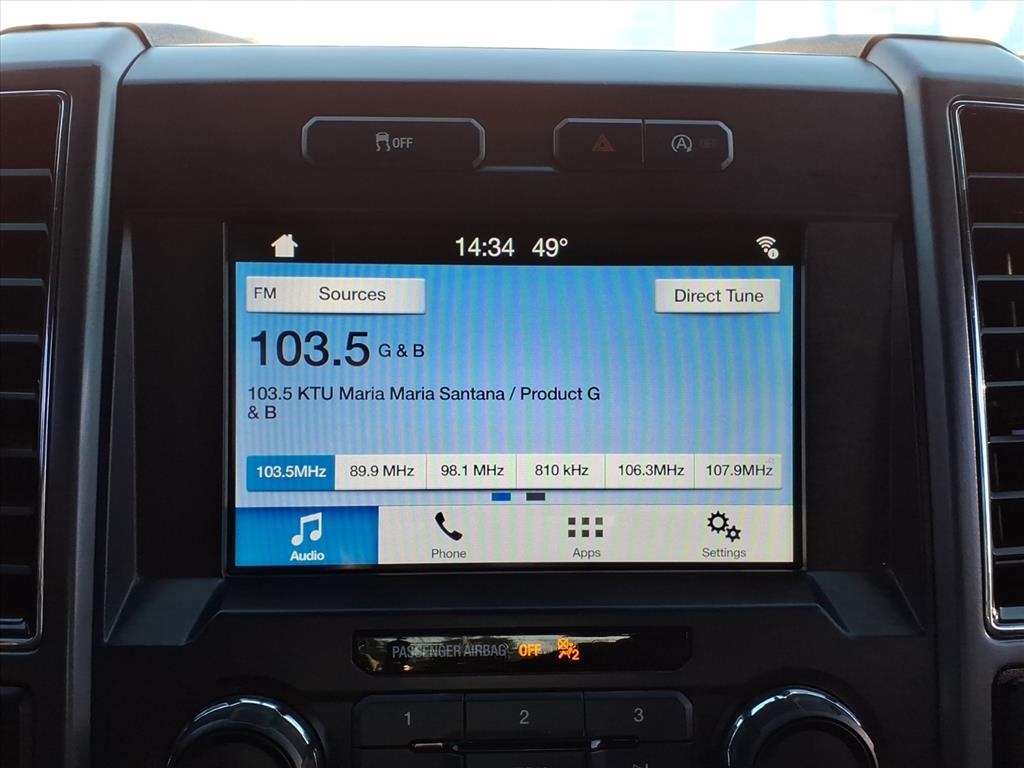 OFF
A OFF
14:34 49°
FM Sources Direct Tune
103.5 G & B
103.5 KTU Maria Maria Santana / Product G
& B
103.5MHz 89.9 MHz 98.1 MHz 810 kHz 106.3MHz 107.9MHz
Audio Phone Apps Settings
PASSENGER AIRBAG OFF 2
1 2 3